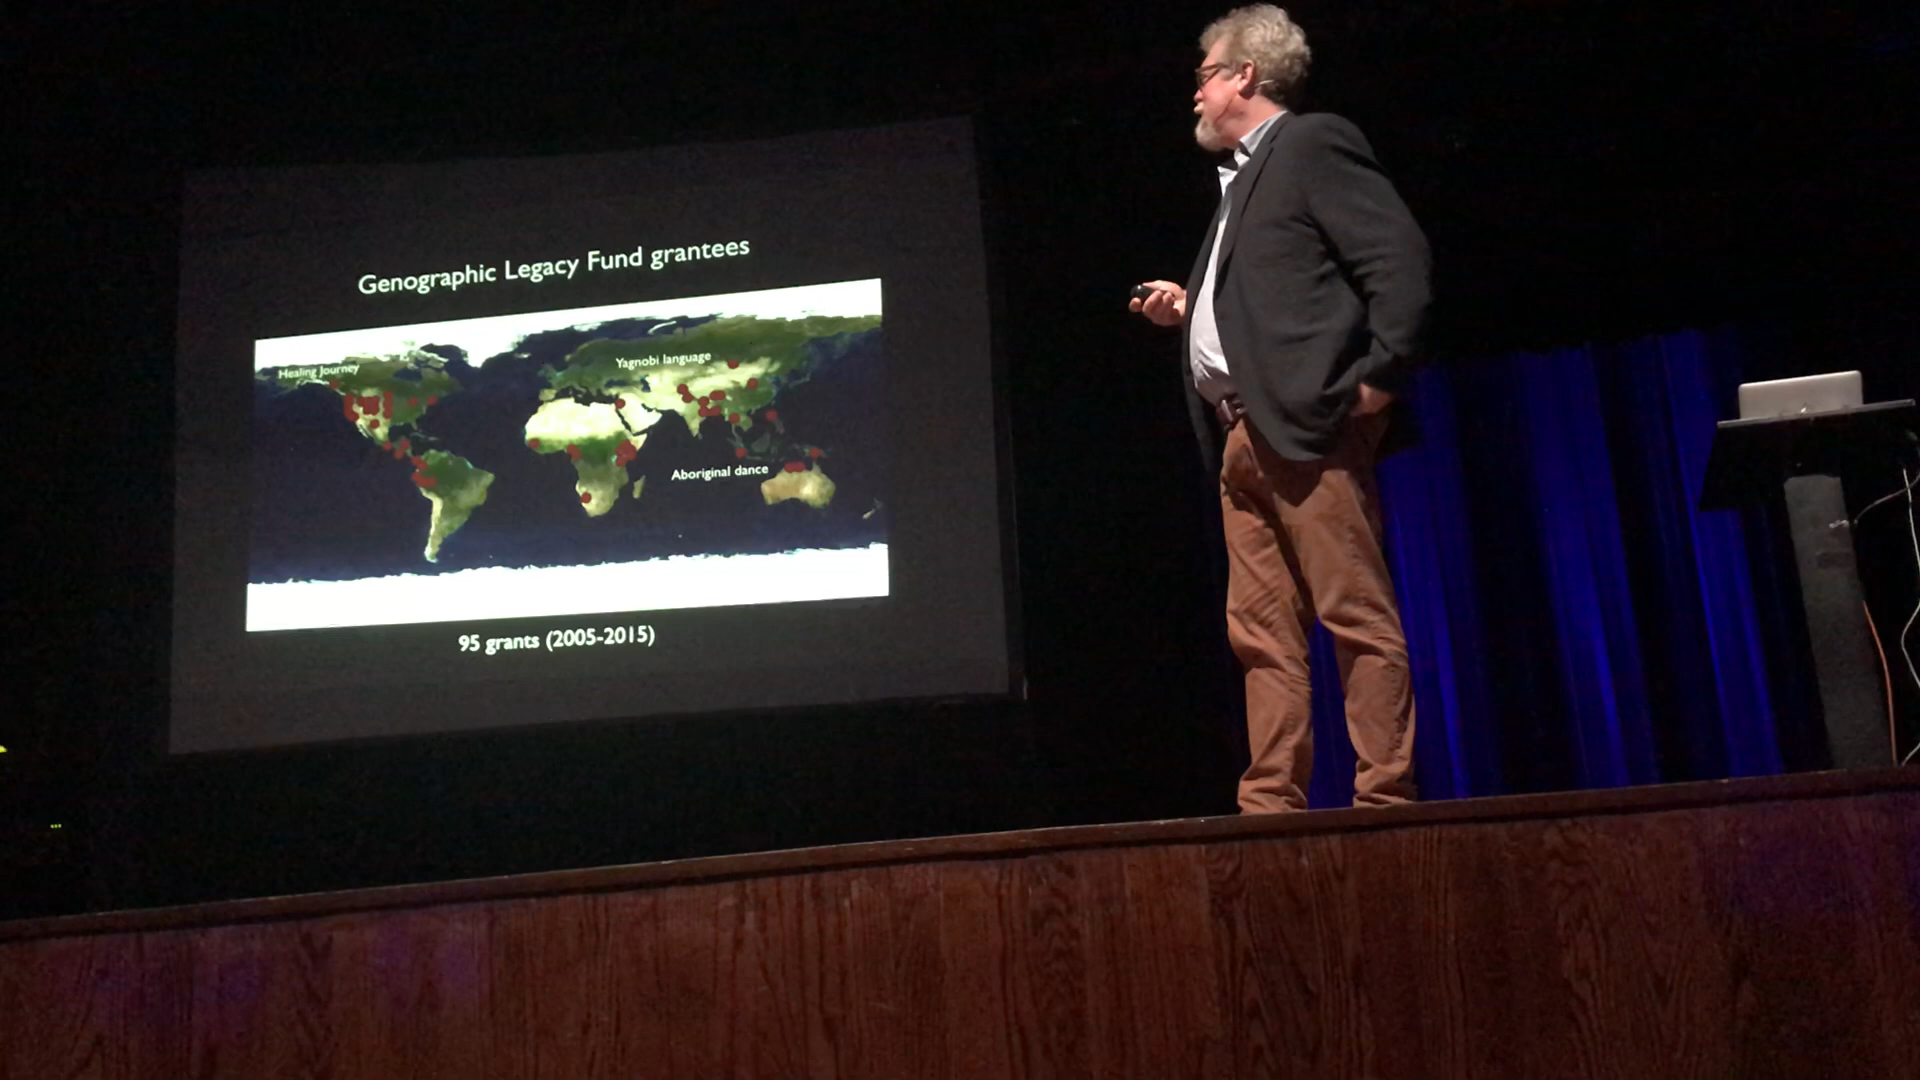 Genographic Legacy Fund grantees
Healing Journey
Yagnobi language
Aboriginal dance
95 grants (2005-2015)